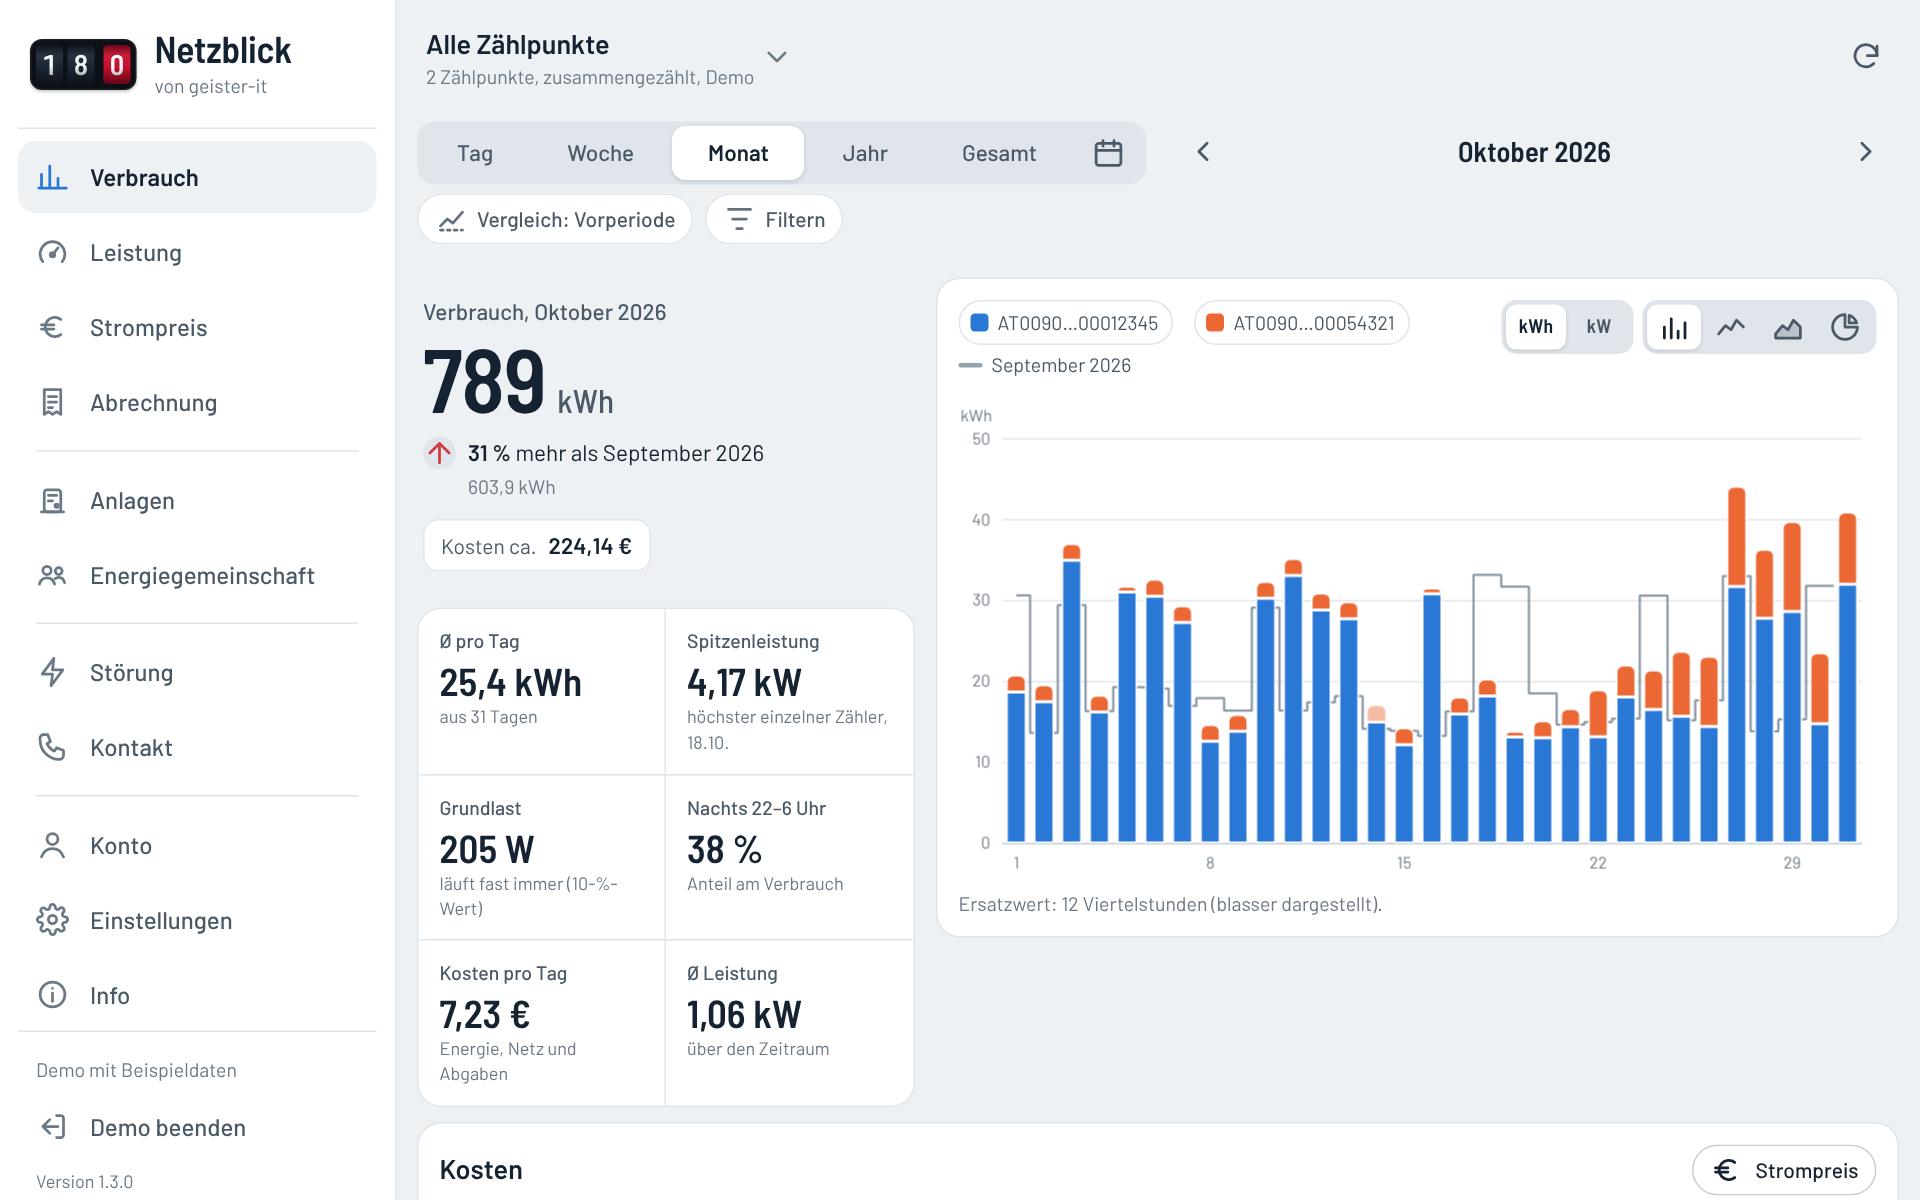 180
Netzblick
von geister-it
Verbrauch
Leistung
Strompreis
Abrechnung
Anlagen
Energiegemeinschaft
Störung
Kontakt
Konto
Einstellungen
Info
Demo mit Beispieldaten
Demo beenden
Version 1.3.0
Alle Zählpunkte
2 Zählpunkte, zusammengezählt, Demo
Tag Woche Monat Jahr Gesamt
Oktober 2026
Vergleich: Vorperiode Filtern
Verbrauch, Oktober 2026
789 kWh
31 % mehr als September 2026
603,9 kWh
Kosten ca. 224,14 €
Ø pro Tag
25,4 kWh
aus 31 Tagen
Spitzenleistung
4,17 kW
höchster einzelner Zähler,
18.10.
Grundlast
205 W
läuft fast immer (10-%-
Wert)
Nachts 22–6 Uhr
38 %
Anteil am Verbrauch
Kosten pro Tag
7,23 €
Energie, Netz und
Abgaben
Ø Leistung
1,06 kW
über den Zeitraum
AT0090...00012345 AT0090...00054321
September 2026
kWh kW
kWh
50
40
30
20
10
0
1 8 15 22 29
Ersatzwert: 12 Viertelstunden (blasser dargestellt).
Kosten
Strompreis